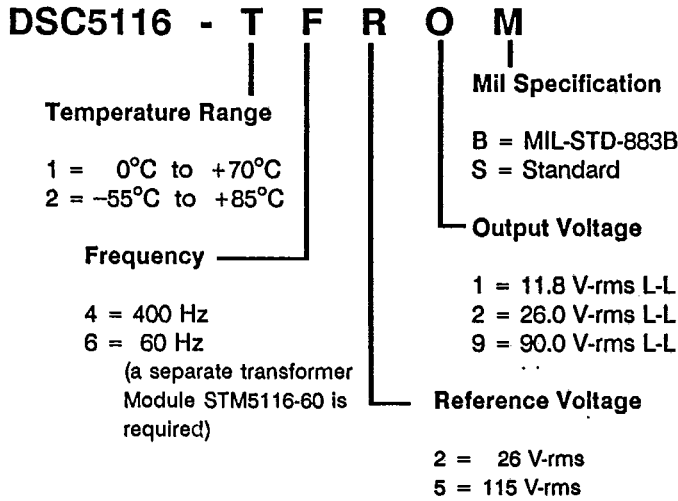 DSC5116 - T F R O M
Mil Specification
B = MIL-STD-883B
S = Standard
Temperature Range
1 = 0°C to +70°C
2 = –55°C to +85°C
Output Voltage
1 = 11.8 V-rms L-L
2 = 26.0 V-rms L-L
9 = 90.0 V-rms L-L
Frequency
4 = 400 Hz
6 = 60 Hz
(a separate transformer
Module STM5116-60 is
required)
Reference Voltage
2 = 26 V-rms
5 = 115 V-rms